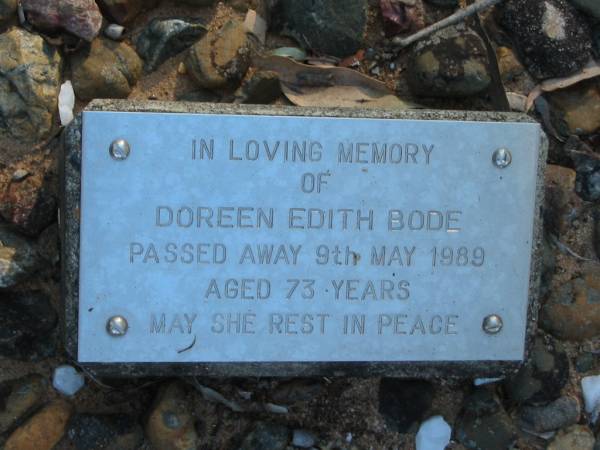 IN LOVING MEMORY
OF
DOREEN EDITH BODE
PASSED AWAY 9th MAY 1989
AGED 73 YEARS
MAY SHE REST IN PEACE